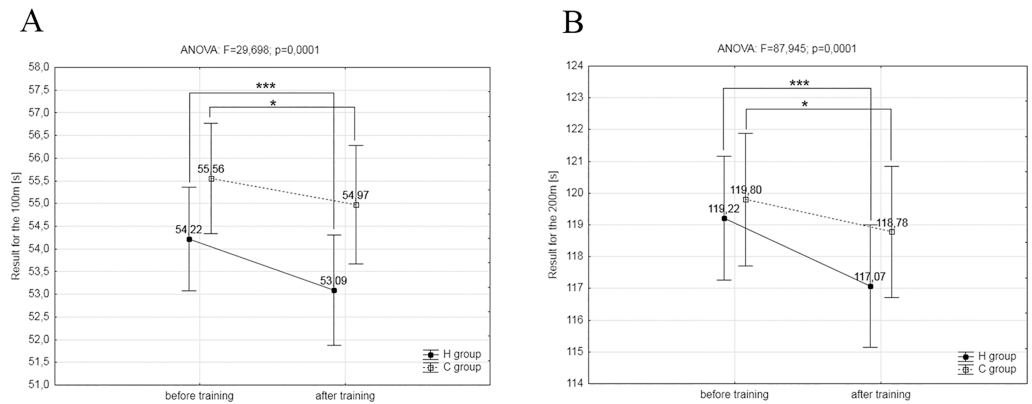 A
ANOVA: F=29,698; p=0,0001
Result for the 100m [s]
58,0
57,5
57,0
56,5
56,0
55,5
55,0
54,5
54,0
53,5
53,0
52,5
52,0
51,5
51,0
***
*
55,56
54,97
54,22
53,09
H group
C group
before training
after training
B
ANOVA: F=87,945; p=0,0001
Result for the 200m [s]
124
123
122
121
120
119
118
117
116
115
114
***
*
119,80
119,22
118,78
117,07
H group
C group
before training
after training